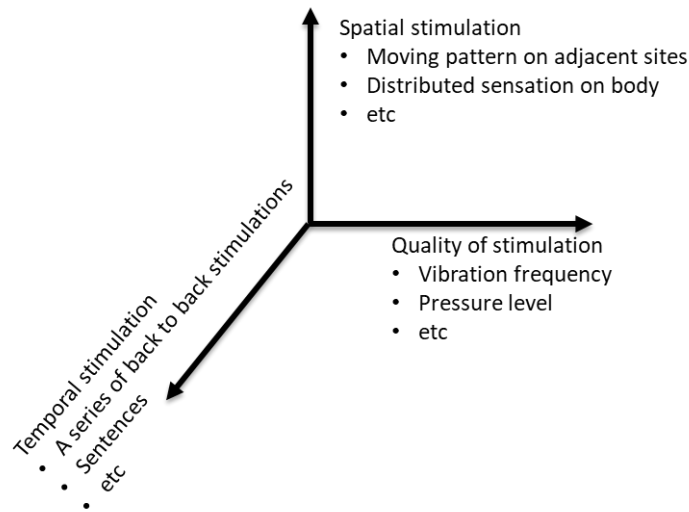 Spatial stimulation
• Moving pattern on adjacent sites
• Distributed sensation on body
• etc
Quality of stimulation
• Vibration frequency
• Pressure level
• etc
Temporal stimulation
• A series of back to back stimulations
• Sentences
• etc